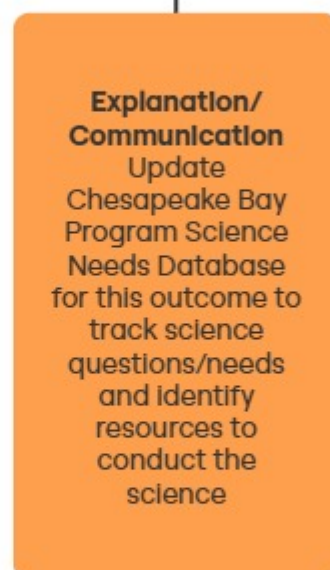 Explanation/
Communication
Update
Chesapeake Bay
Program Science
Needs Database
for this outcome to
track science
questions/needs
and identify
resources to
conduct the
science